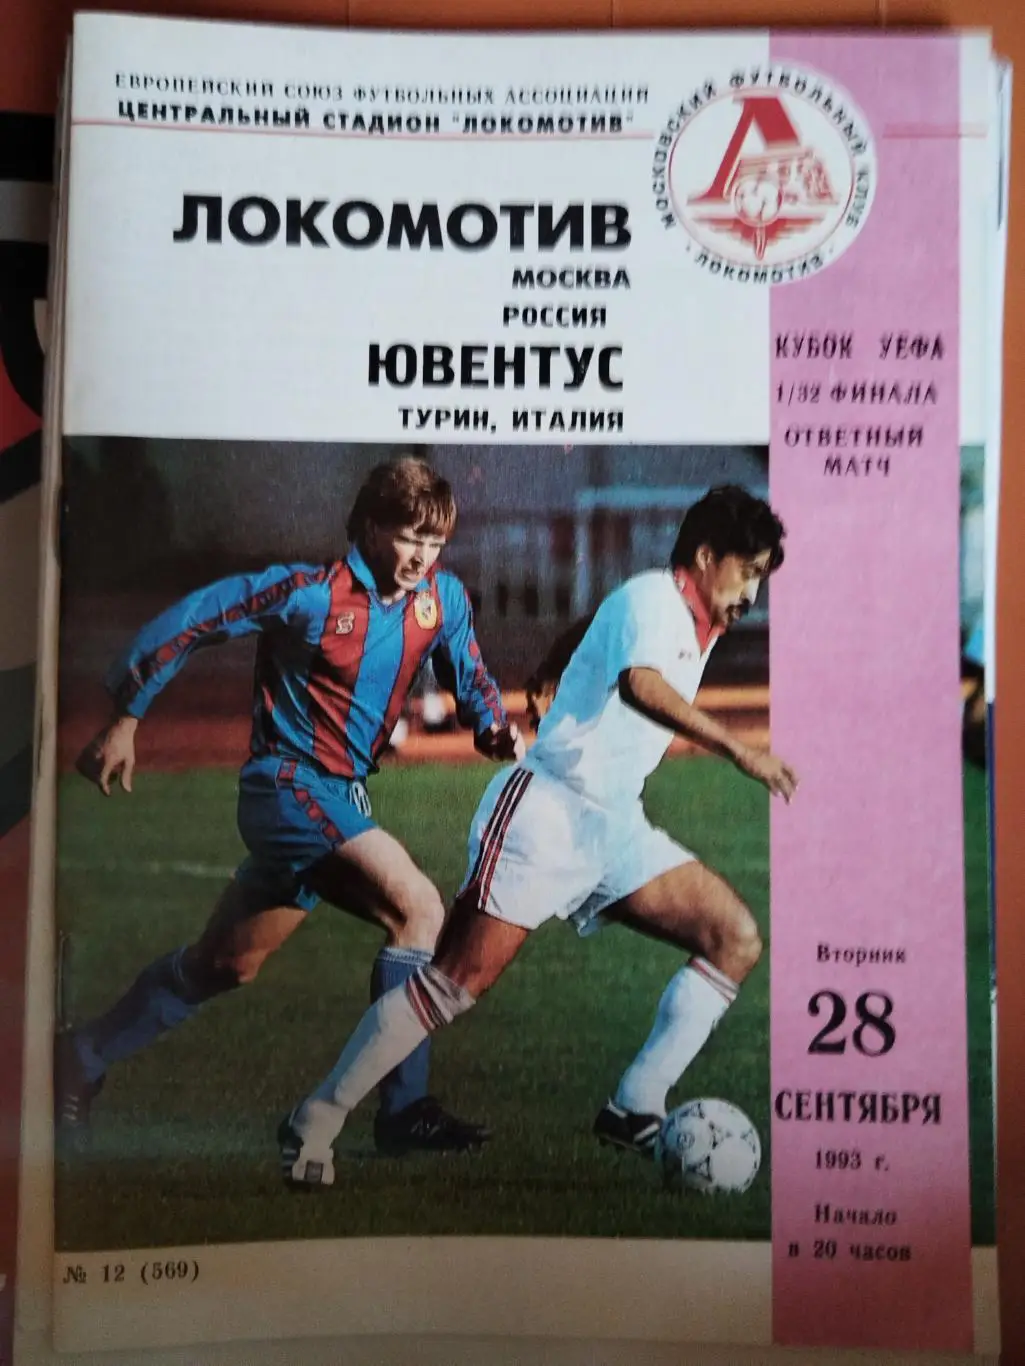 ЕВРОПЕЙСКИЙ СОЮЗ ФУТБОЛЬНЫХ АССОЦИАЦИЙ
ЦЕНТРАЛЬНЫЙ СТАДИОН "ЛОКОМОТИВ"
МОСКОВСКИЙ ФУТБОЛЬНЫЙ КЛУБ
· ЛОКОМОТИВ ·
ЛОКОМОТИВ
МОСКВА
РОССИЯ
ЮВЕНТУС
ТУРИН, ИТАЛИЯ
КУБОК УЕФА
1/32 ФИНАЛА
ОТВЕТНЫЙ
МАТЧ
Вторник
28
СЕНТЯБРЯ
1993 г.
Начало
в 20 часов
№ 12 (569)